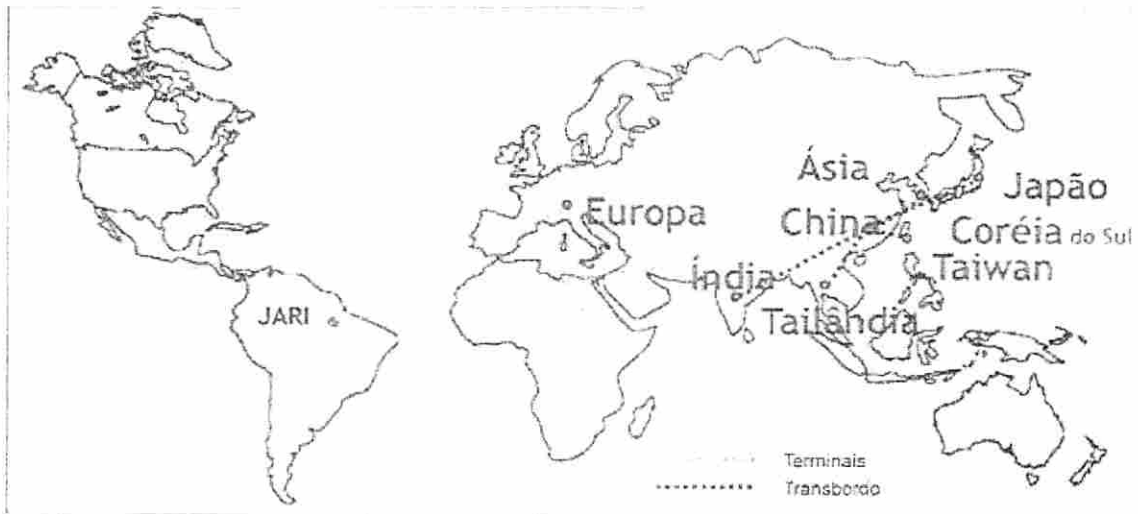 Ásia
Japão
Europa
China
Coréia do Sul
Índia
Taiwan
JARI
Tailândia
Terminais
Transbordo